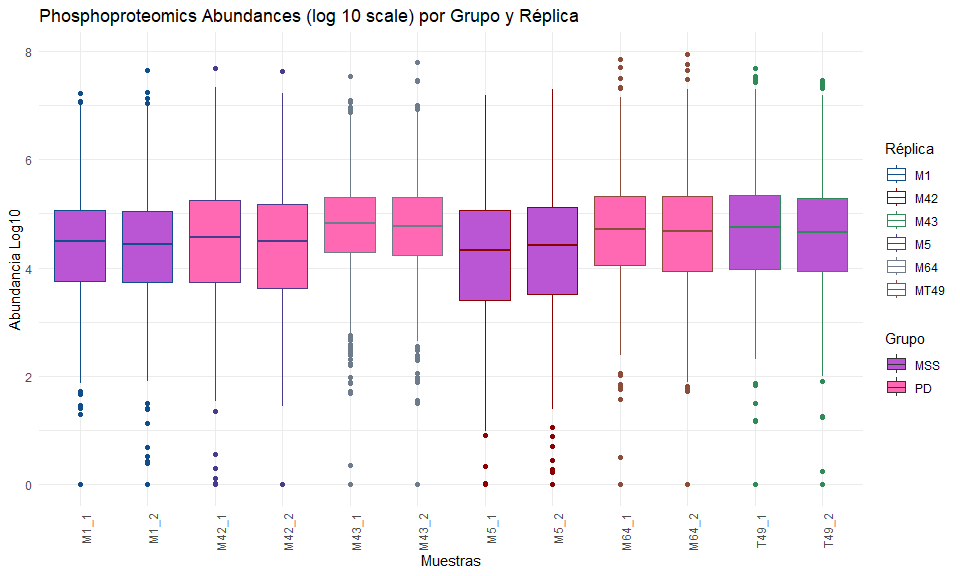 Phosphoproteomics Abundances (log 10 scale) por Grupo y Réplica
Abundancia Log10
8
6
4
2
0
M1_1
M1_2
M42_1
M42_2
M43_1
M43_2
M5_1
M5_2
M64_1
M64_2
T49_1
T49_2
Muestras
Réplica
M1
M42
M43
M5
M64
MT49
Grupo
MSS
PD